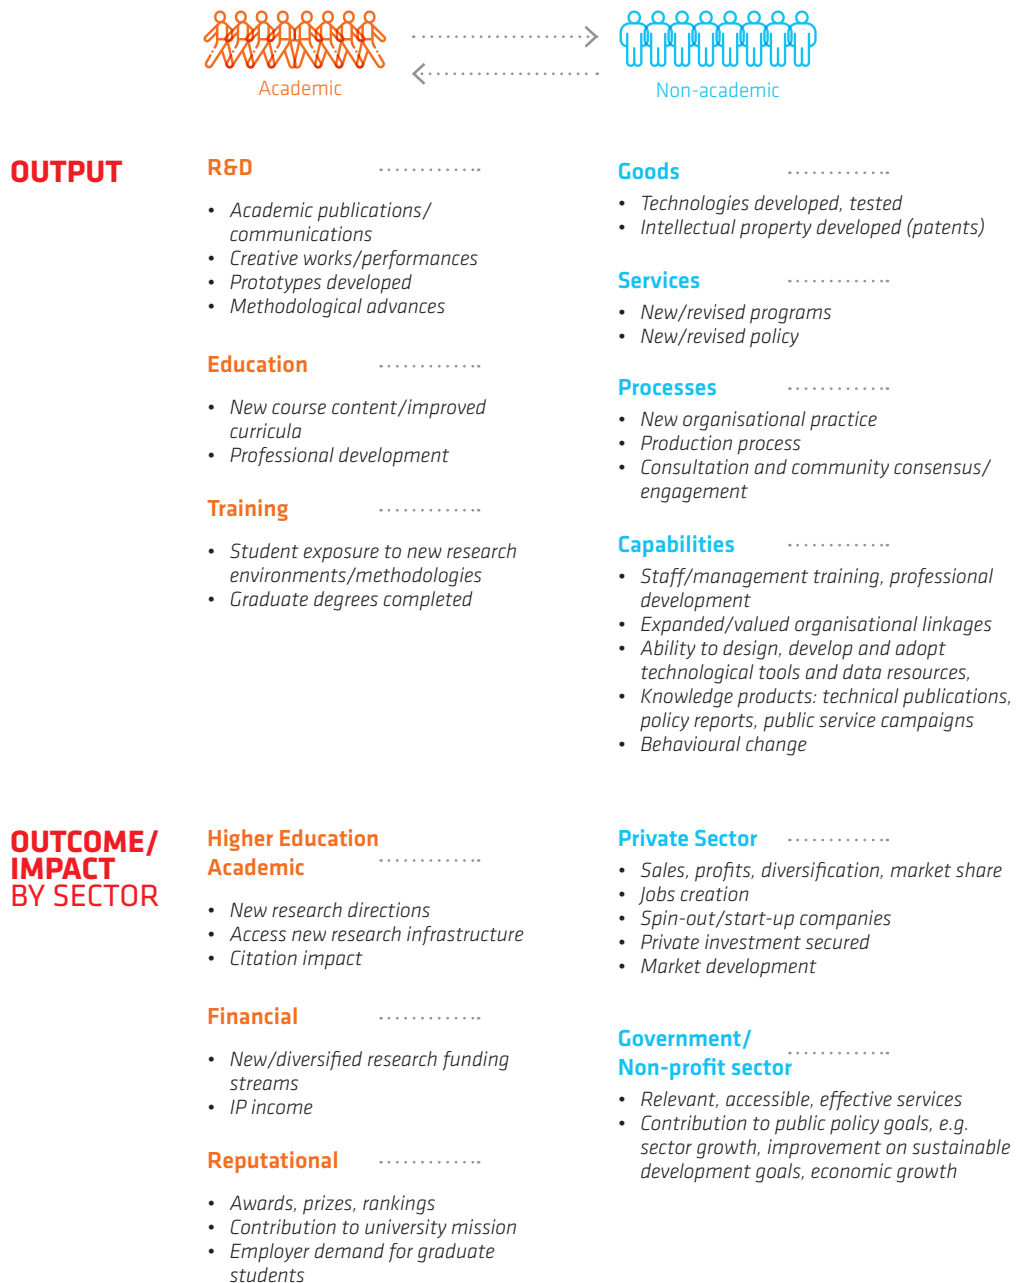 Academic
Non-academic
OUTPUT
R&D
• Academic publications/
communications
• Creative works/performances
• Prototypes developed
• Methodological advances
Education
• New course content/improved
curricula
• Professional development
Training
• Student exposure to new research
environments/methodologies
• Graduate degrees completed
Goods
• Technologies developed, tested
• Intellectual property developed (patents)
Services
• New/revised programs
• New/revised policy
Processes
• New organisational practice
• Production process
• Consultation and community consensus/
engagement
Capabilities
• Staff/management training, professional
development
• Expanded/valued organisational linkages
• Ability to design, develop and adopt
technological tools and data resources,
• Knowledge products: technical publications,
policy reports, public service campaigns
• Behavioural change
OUTCOME/
IMPACT
BY SECTOR
Higher Education
Academic
• New research directions
• Access new research infrastructure
• Citation impact
Financial
• New/diversified research funding
streams
• IP income
Reputational
• Awards, prizes, rankings
• Contribution to university mission
• Employer demand for graduate
students
Private Sector
• Sales, profits, diversification, market share
• Jobs creation
• Spin-out/start-up companies
• Private investment secured
• Market development
Government/
Non-profit sector
• Relevant, accessible, effective services
• Contribution to public policy goals, e.g.
sector growth, improvement on sustainable
development goals, economic growth